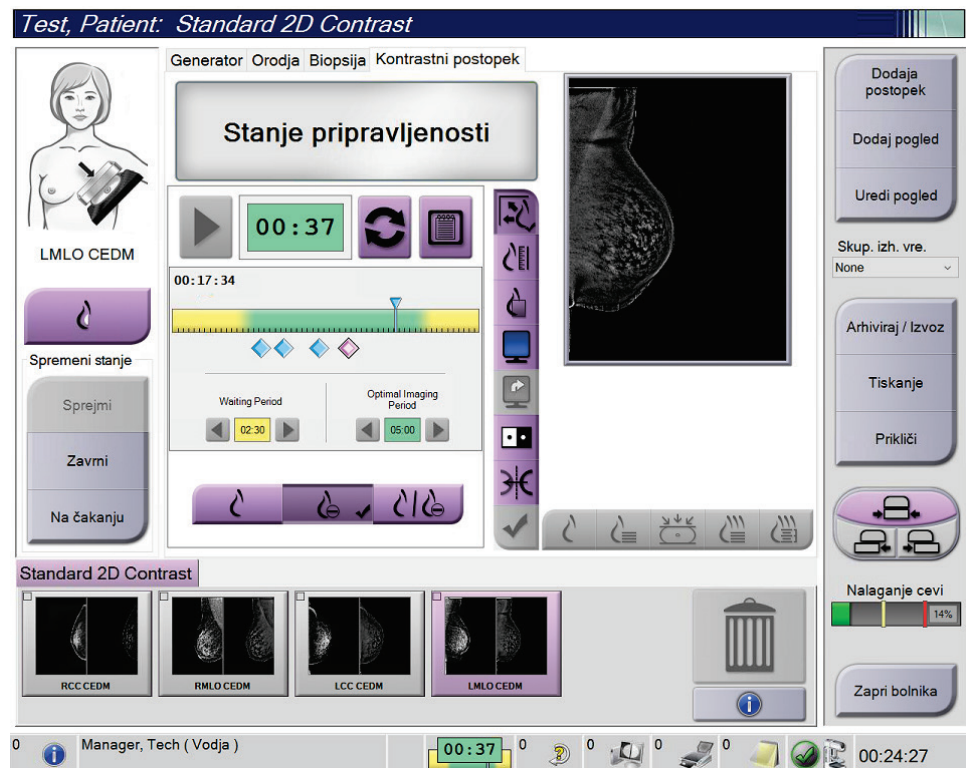 Test, Patient: Standard 2D Contrast
LMLO CEDM
Spremeni stanje
Sprejmi
Zavrni
Na čakanju
Generator Orodja Biopsija Kontrastni postopek
Stanje pripravljenosti
00:37
00:17:34
Waiting Period
02:30
Optimal Imaging
Period
05:00
Dodaja
postopek
Dodaj pogled
Uredi pogled
Skup. izh. vre.
None
Arhiviraj / Izvoz
Tiskanje
Prikliči
Nalaganje cevi
14%
Zapri bolnika
Standard 2D Contrast
RCC CEDM
RMLO CEDM
LCC CEDM
LMLO CEDM
0 Manager, Tech ( Vodja ) 00:37 0 0 0 0 00:24:27